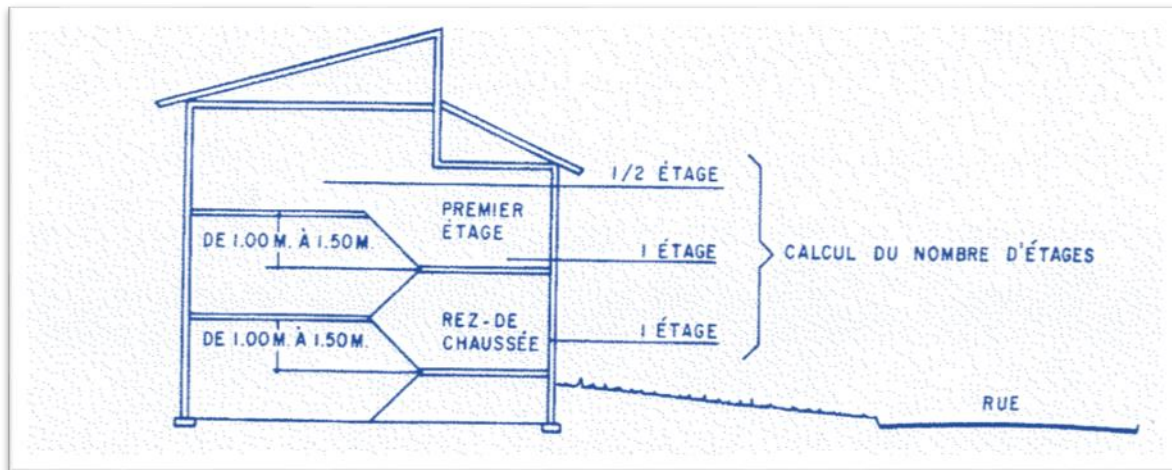 1/2 ÉTAGE
PREMIER
ÉTAGE
DE 1.00 M. À 1.50 M.
1 ÉTAGE
CALCUL DU NOMBRE D'ÉTAGES
REZ-DE
CHAUSSÉE
1 ÉTAGE
DE 1.00 M. À 1.50 M.
RUE